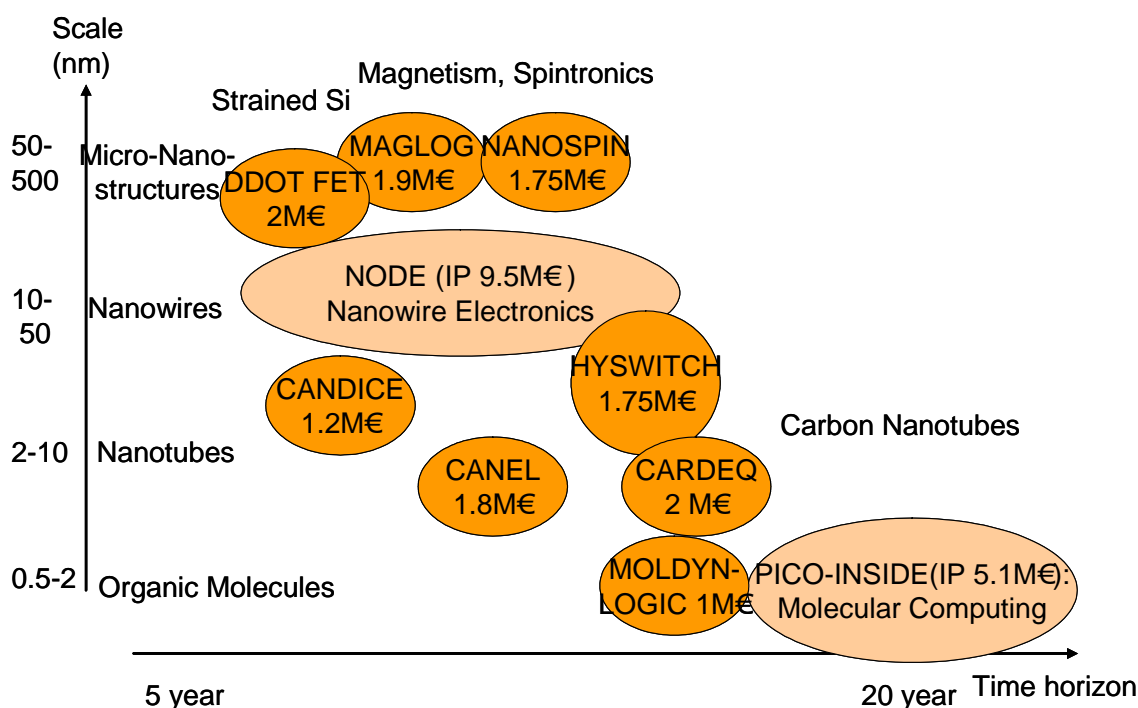 Scale
(nm)
Magnetism, Spintronics
Strained Si
50-
500
Micro-Nano-
structures
MAGLOG
1.9M€
NANOSPIN
1.75M€
DDOT FET
2M€
NODE (IP 9.5M€)
Nanowire Electronics
10-
50
Nanowires
HYSWITCH
1.75M€
CANDICE
1.2M€
Carbon Nanotubes
2-10
Nanotubes
CANEL
1.8M€
CARDEQ
2 M€
0.5-2
Organic Molecules
MOLDYN-
LOGIC 1M€
PICO-INSIDE(IP 5.1M€):
Molecular Computing
5 year
20 year
Time horizon